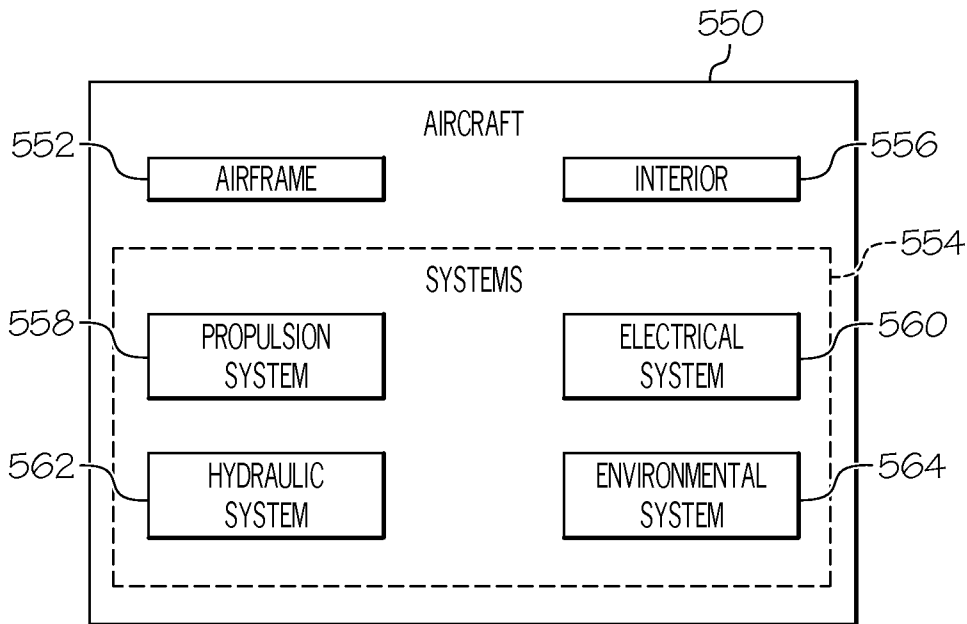 550
AIRCRAFT
552
AIRFRAME
INTERIOR
556
554
SYSTEMS
558
PROPULSION
SYSTEM
ELECTRICAL
SYSTEM
560
562
HYDRAULIC
SYSTEM
ENVIRONMENTAL
SYSTEM
564